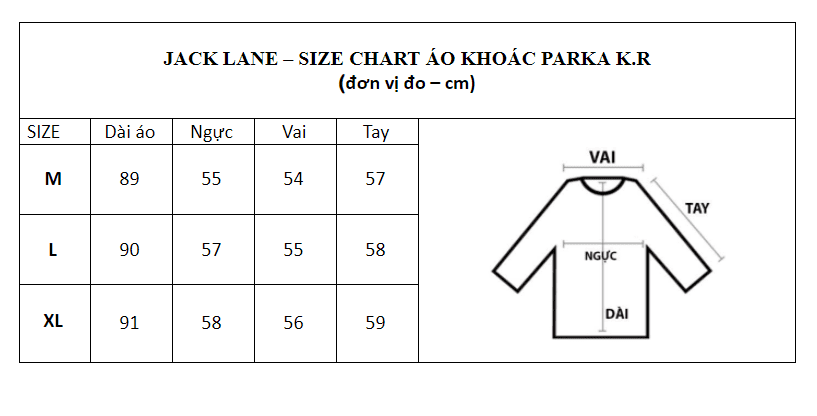 JACK LANE – SIZE CHART ÁO KHOÁC PARKA K.R
(đơn vị đo – cm)
SIZE Dài áo Ngực Vai Tay
M 89 55 54 57
L 90 57 55 58
XL 91 58 56 59
VAI
TAY
NGỰC
DÀI